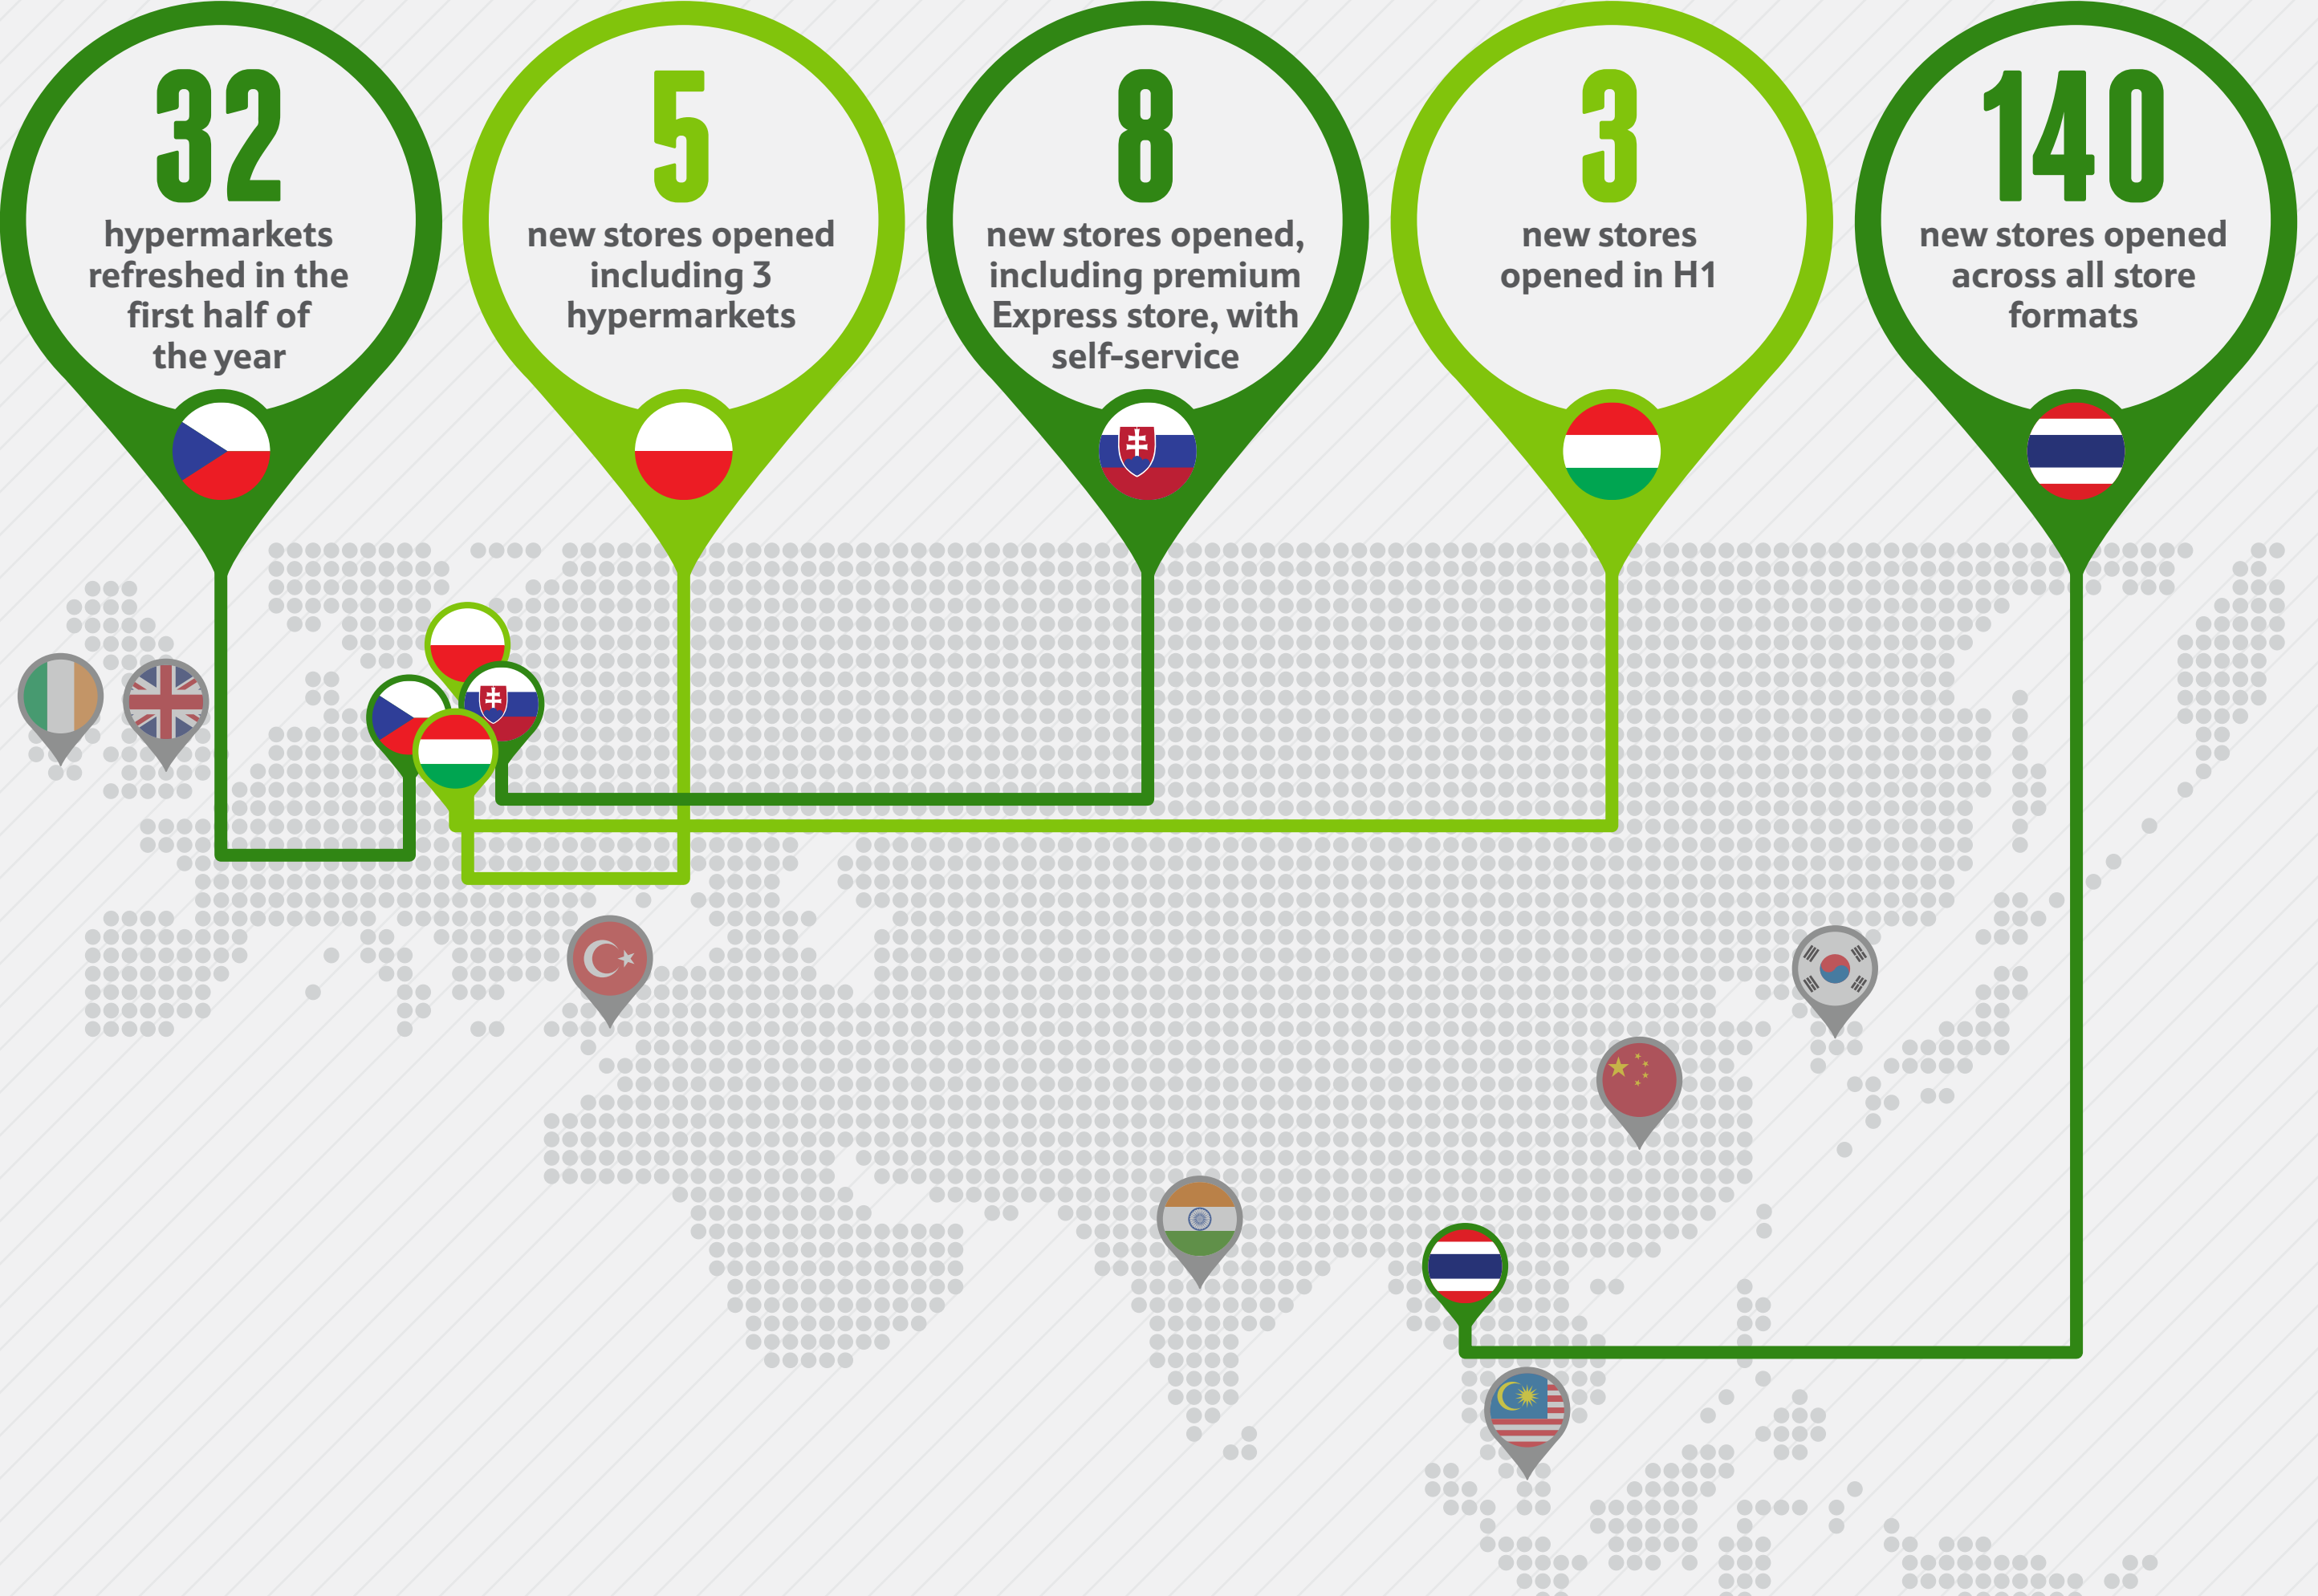 32
hypermarkets
refreshed in the
first half of
the year
5
new stores opened
including 3
hypermarkets
8
new stores opened,
including premium
Express store, with
self-service
3
new stores
opened in H1
140
new stores opened
across all store
formats